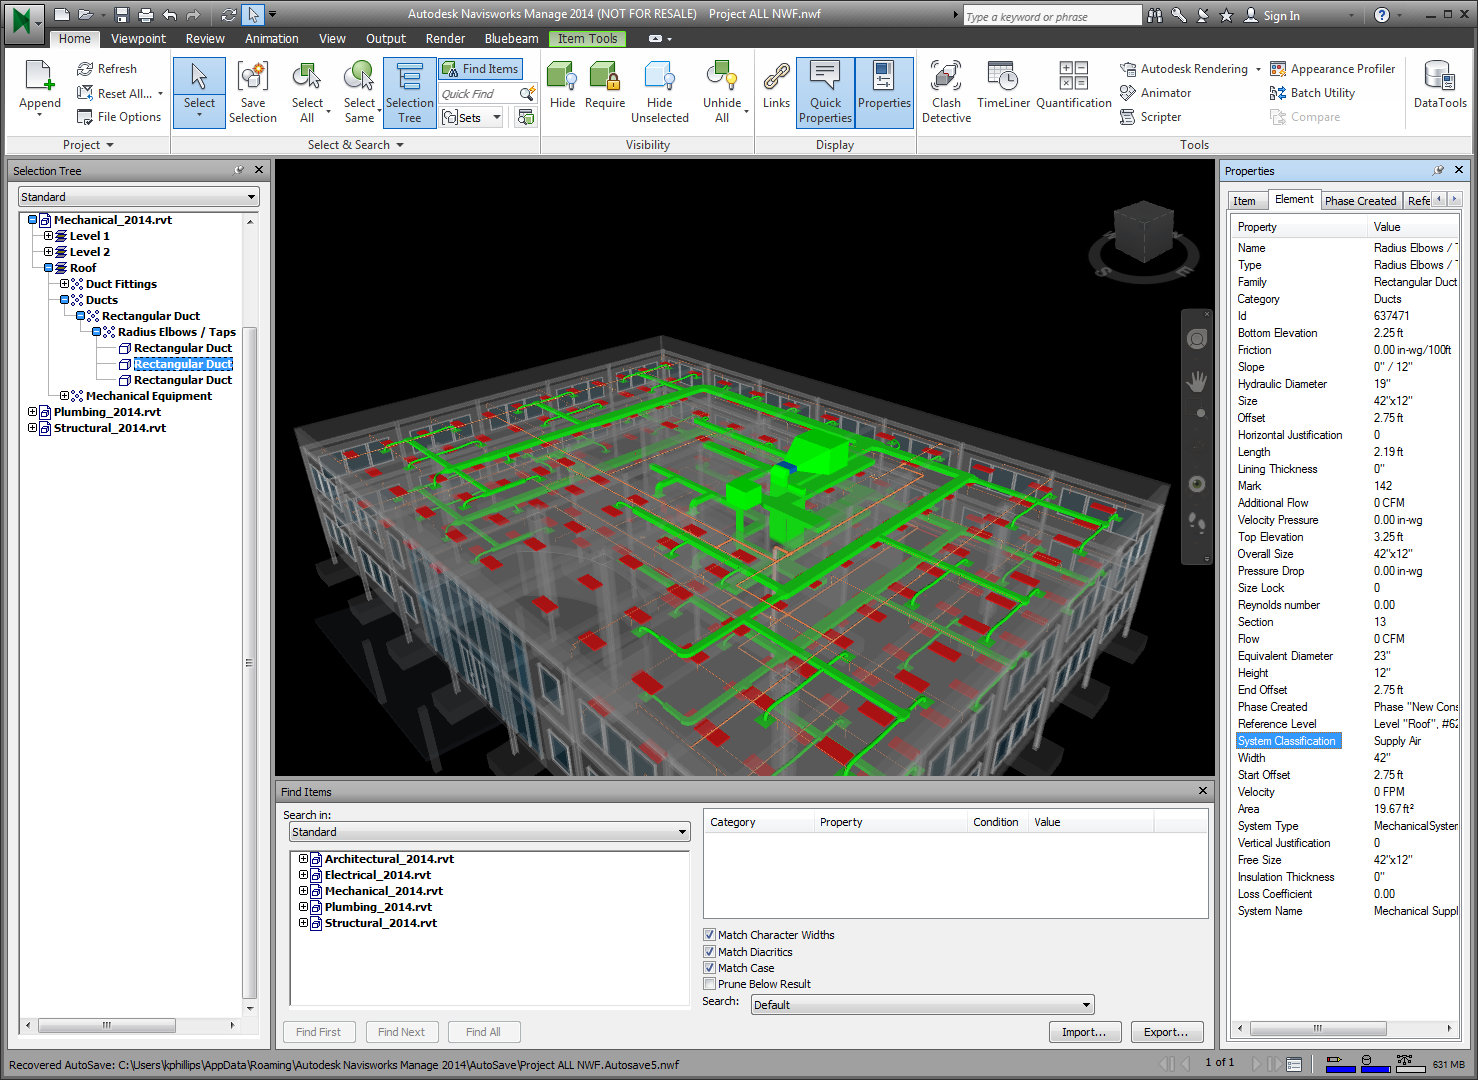 Autodesk Navisworks Manage 2014 (NOT FOR RESALE) Project ALL NWF.nwf
Type a keyword or phrase
Sign In
Home Viewpoint Review Animation View Output Render Bluebeam Item Tools
Append
Refresh
Reset All...
File Options
Project
Select
Save Selection
Select All
Select Same
Selection Tree
Find Items
Quick Find
Sets
Select & Search
Hide
Require
Hide Unselected
Unhide All
Visibility
Links
Quick Properties
Properties
Display
Clash Detective
TimeLiner
Quantification
Autodesk Rendering
Animator
Scripter
Appearance Profiler
Batch Utility
Compare
DataTools
Tools
Selection Tree
Standard
Mechanical_2014.rvt
Level 1
Level 2
Roof
Duct Fittings
Ducts
Rectangular Duct
Radius Elbows / Taps
Rectangular Duct
Rectangular Duct
Rectangular Duct
Mechanical Equipment
Plumbing_2014.rvt
Structural_2014.rvt
S
E
Find Items
Search in:
Standard
Architectural_2014.rvt
Electrical_2014.rvt
Mechanical_2014.rvt
Plumbing_2014.rvt
Structural_2014.rvt
Find First Find Next Find All
Category Property Condition Value
Match Character Widths
Match Diacritics
Match Case
Prune Below Result
Search: Default
Import... Export...
Properties
Item Element Phase Created Refe
Property Value
Name Radius Elbows / T
Type Radius Elbows / T
Family Rectangular Duct
Category Ducts
Id 637471
Bottom Elevation 2.25 ft
Friction 0.00 in-wg/100ft
Slope 0" / 12"
Hydraulic Diameter 19"
Size 42"x12"
Offset 2.75 ft
Horizontal Justification 0
Length 2.19 ft
Lining Thickness 0"
Mark 142
Additional Flow 0 CFM
Velocity Pressure 0.00 in-wg
Top Elevation 3.25 ft
Overall Size 42"x12"
Pressure Drop 0.00 in-wg
Size Lock 0
Reynolds number 0.00
Section 13
Flow 0 CFM
Equivalent Diameter 23"
Height 12"
End Offset 2.75 ft
Phase Created Phase "New Cons
Reference Level Level "Roof", #62
System Classification Supply Air
Width 42"
Start Offset 2.75 ft
Velocity 0 FPM
Area 19.67 ft²
System Type MechanicalSystem
Vertical Justification 0
Free Size 42"x12"
Insulation Thickness 0"
Loss Coefficient 0.00
System Name Mechanical Suppl
Recovered AutoSave: C:\Users\kphillips\AppData\Roaming\Autodesk Navisworks Manage 2014\AutoSave\Project ALL NWF.Autosave5.nwf
1 of 1
631 MB